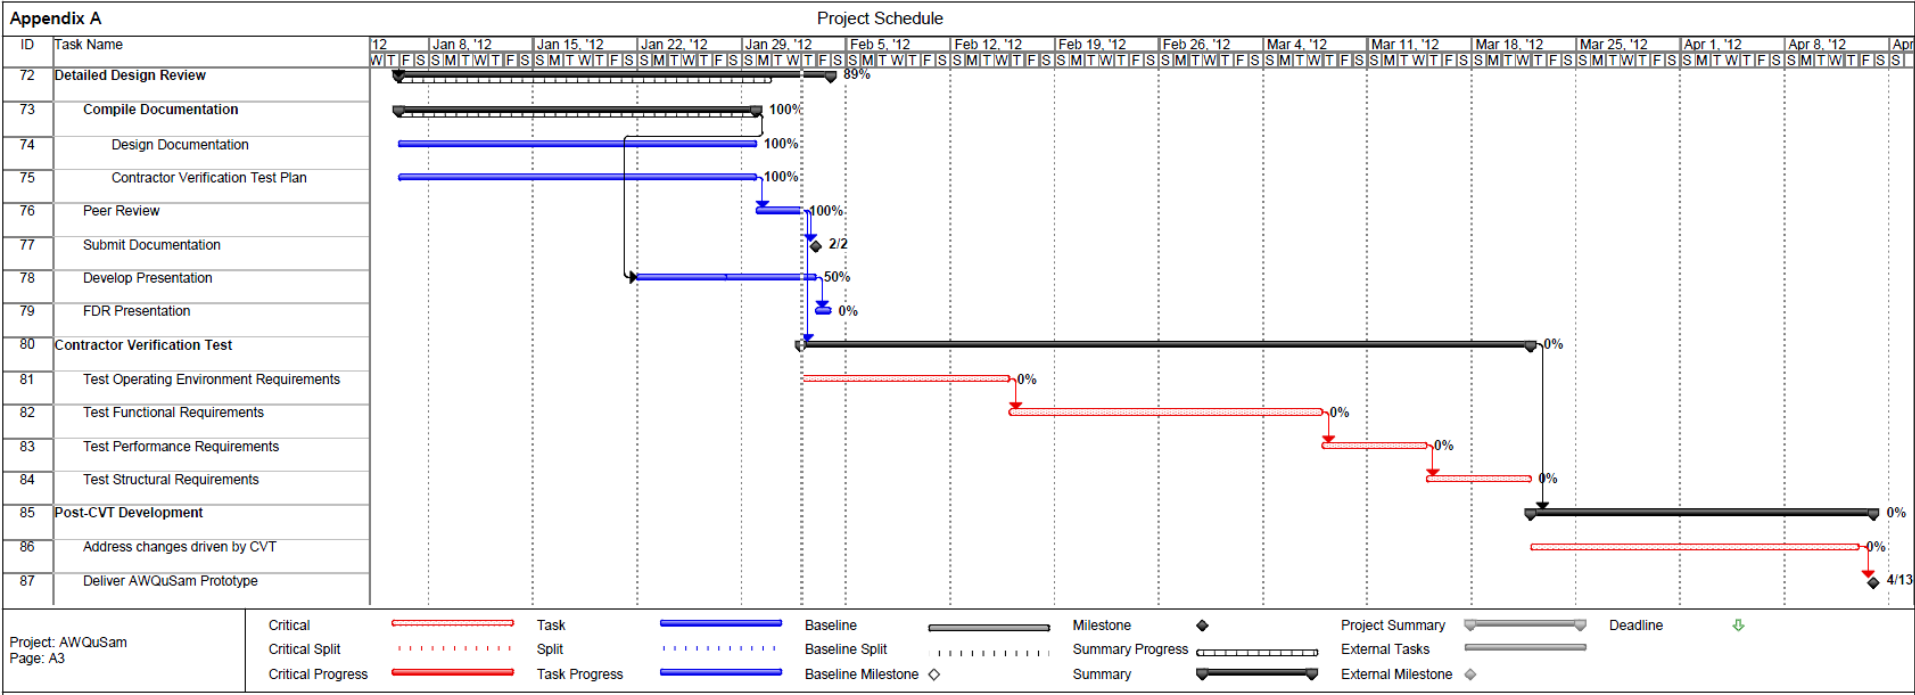 Appendix A
Project Schedule
ID Task Name 12 Jan 8, '12 Jan 15, '12 Jan 22, '12 Jan 29, '12 Feb 5, '12 Feb 12, '12 Feb 19, '12 Feb 26, '12 Mar 4, '12 Mar 11, '12 Mar 18, '12 Mar 25, '12 Apr 1, '12 Apr 8, '12 Apr
W T F S S M T W T F S S M T W T F S S M T W T F S S M T W T F S S M T W T F S S M T W T F S S M T W T F S S M T W T F S S M T W T F S S M T W T F S S M T W T F S S M T W T F S S M T W T F S S M T W T F S S
72 Detailed Design Review 89%
73 Compile Documentation 100%
74 Design Documentation 100%
75 Contractor Verification Test Plan 100%
76 Peer Review 100%
77 Submit Documentation 2/2
78 Develop Presentation 50%
79 FDR Presentation 0%
80 Contractor Verification Test 0%
81 Test Operating Environment Requirements 0%
82 Test Functional Requirements 0%
83 Test Performance Requirements 0%
84 Test Structural Requirements 0%
85 Post-CVT Development 0%
86 Address changes driven by CVT 0%
87 Deliver AWQuSam Prototype 4/13
Project: AWQuSam
Page: A3
Critical Task Baseline Milestone Project Summary Deadline
Critical Split Split Baseline Split Summary Progress External Tasks
Critical Progress Task Progress Baseline Milestone Summary External Milestone